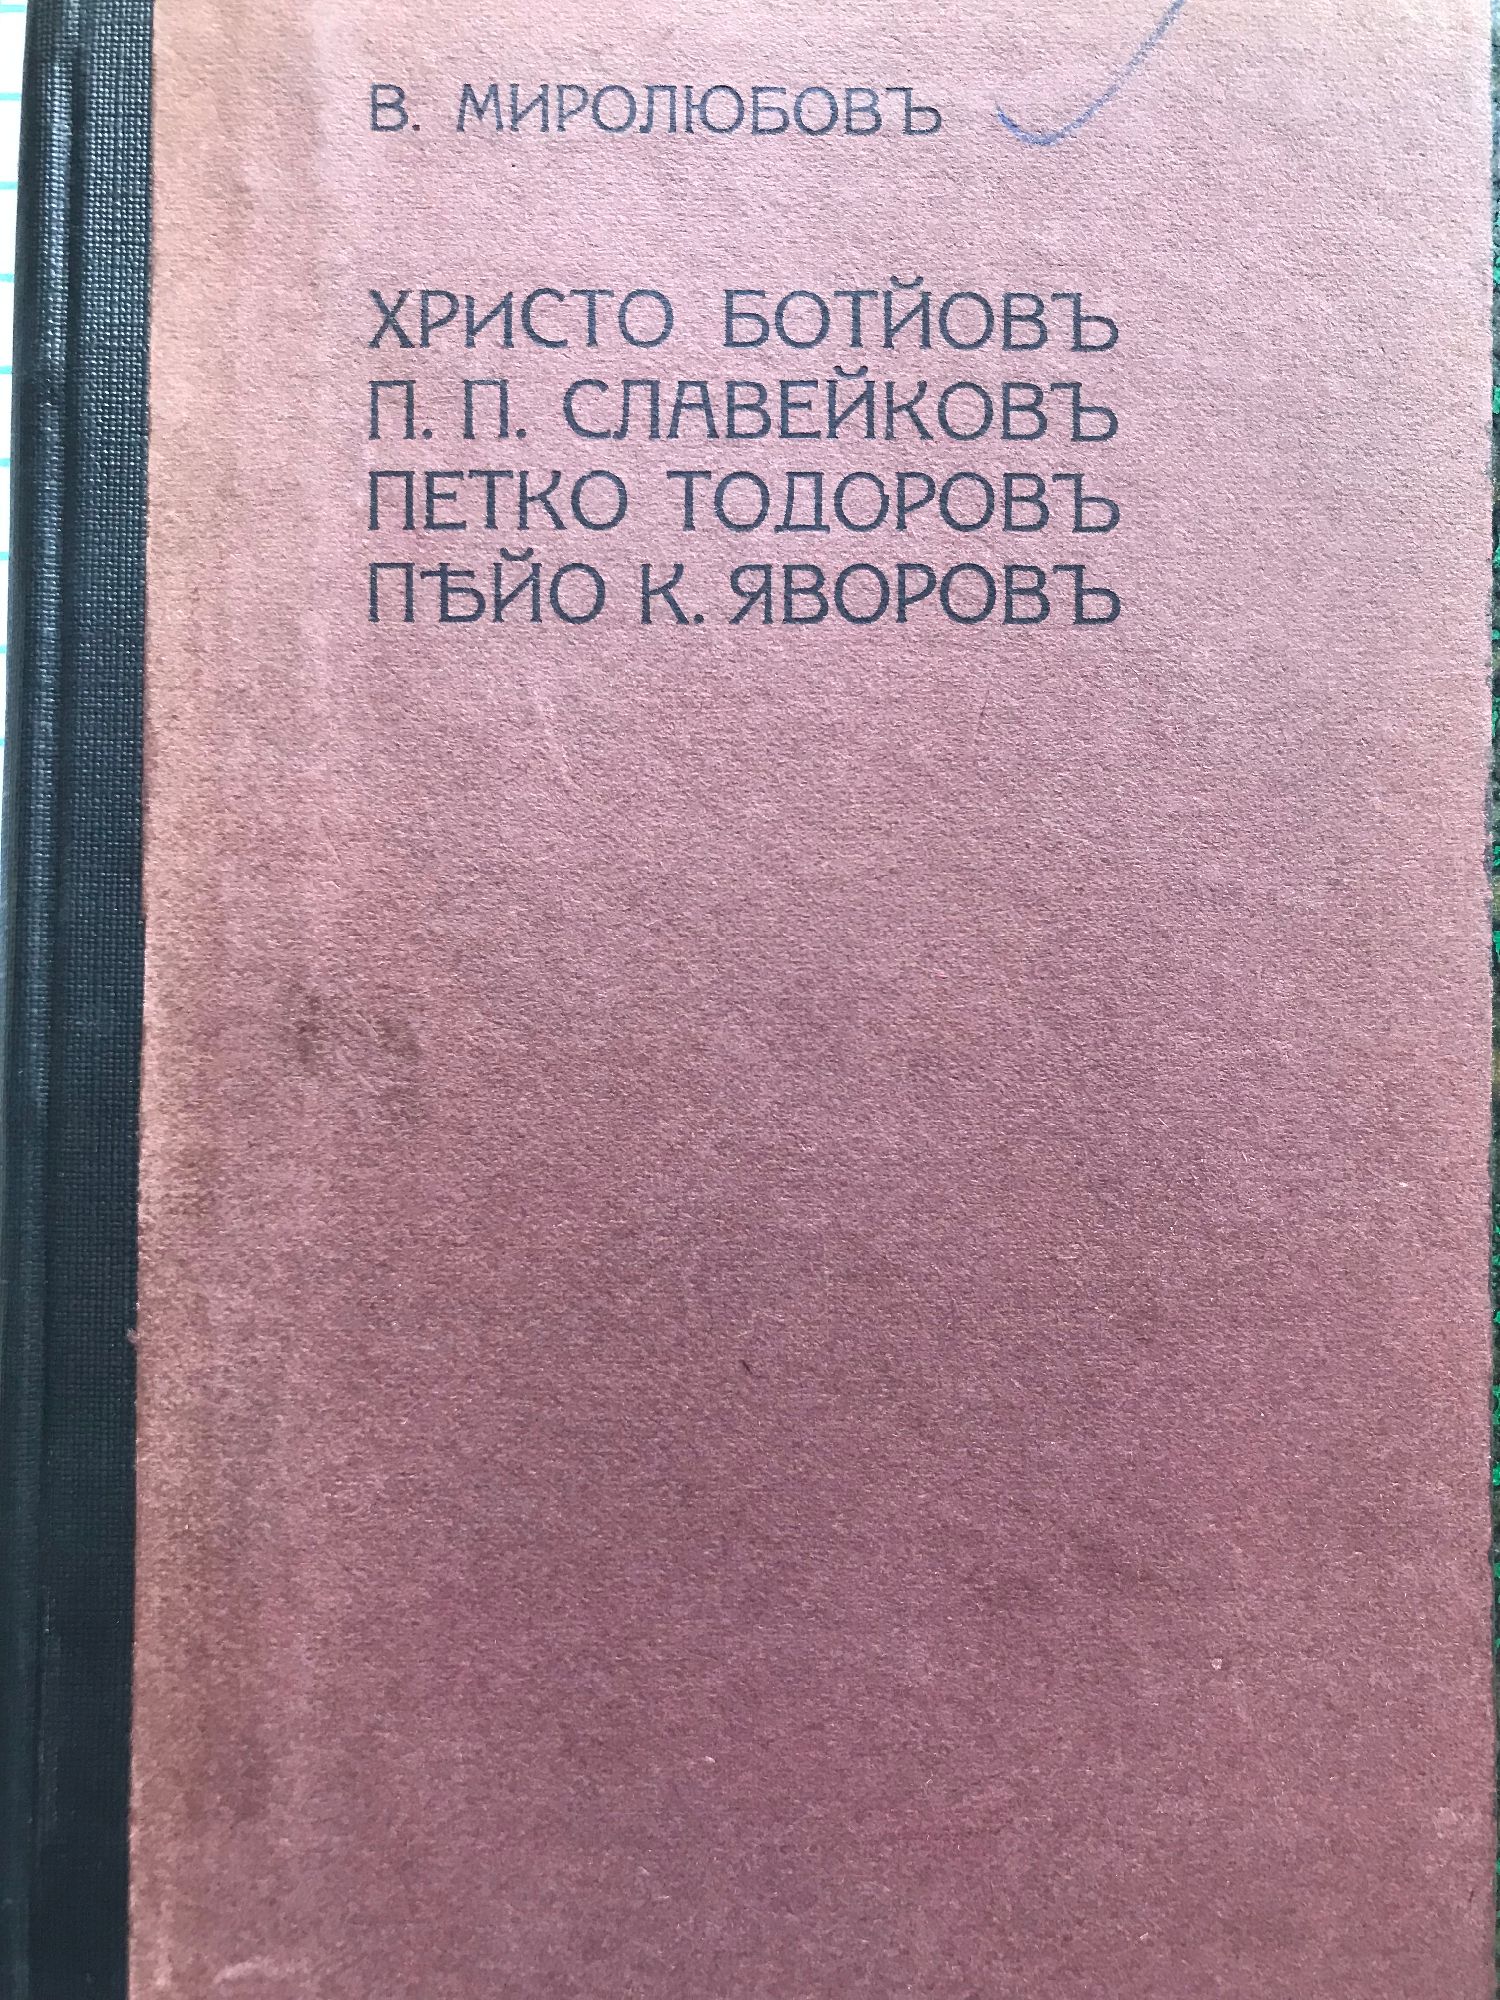 В. МИРОЛЮБОВЪ
ХРИСТО БОТЙОВЪ
П. П. СЛАВЕЙКОВЪ
ПЕТКО ТОДОРОВЪ
ПѢЙО К. ЯВОРОВЪ